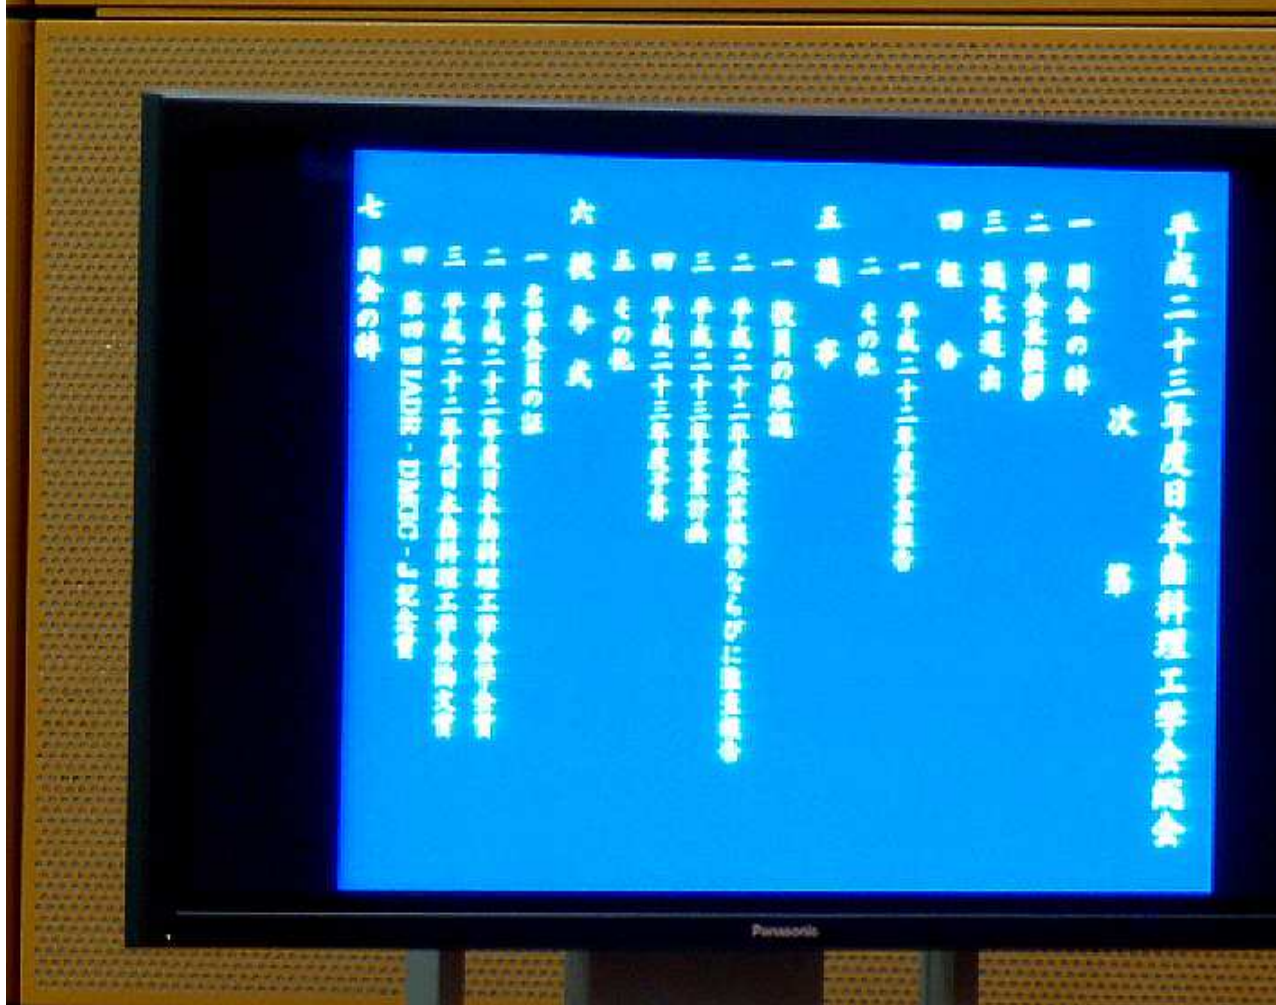 平成二十三年度日本歯科理工学会総会
次 第
一 開会の辞
二 学会長挨拶
三 議長選出
四 報 告
一 平成二十二年度事業報告
二 その他
五 議 事
一 役員の承認
二 平成二十二年度決算報告ならびに監査報告
三 平成二十三年度事業計画
四 平成二十三年度予算
五 その他
六 授与式
一 名誉会員の証
二 平成二十二年度日本歯科理工学会学会賞
三 平成二十二年度日本歯科理工学会論文賞
四 第四回IADR-DMG-J
七 閉会の辞
Panasonic